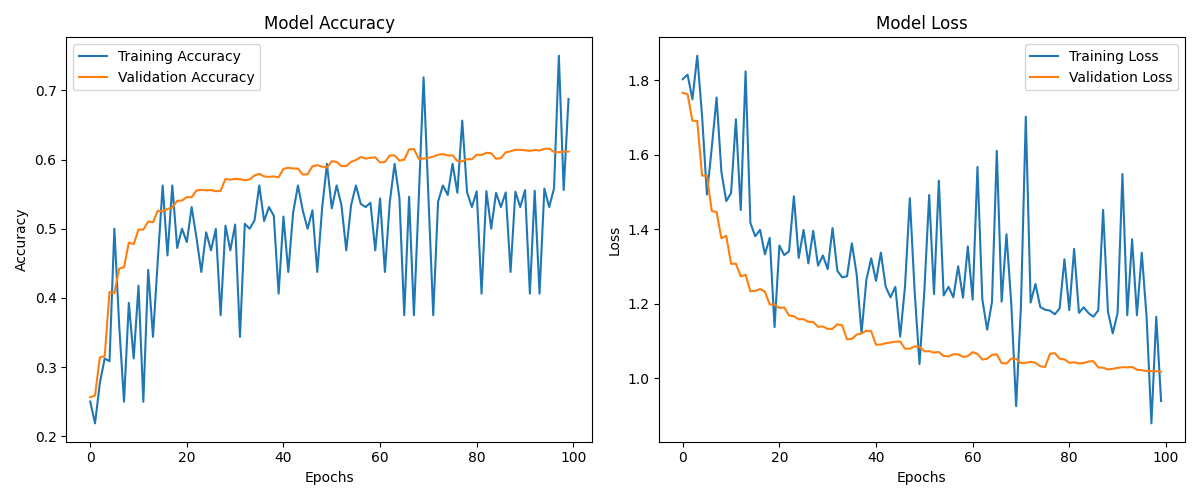 Model Accuracy
Training Accuracy
Validation Accuracy
0.7
0.6
0.5
0.4
0.3
0.2
Accuracy
0 20 40 60 80 100
Epochs
Model Loss
Training Loss
Validation Loss
1.8
1.6
1.4
1.2
1.0
Loss
0 20 40 60 80 100
Epochs